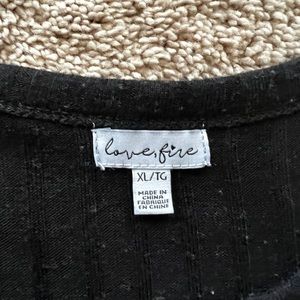 love, fire
XL/TG
MADE IN
CHINA
FABRIQUÉ
EN CHINE